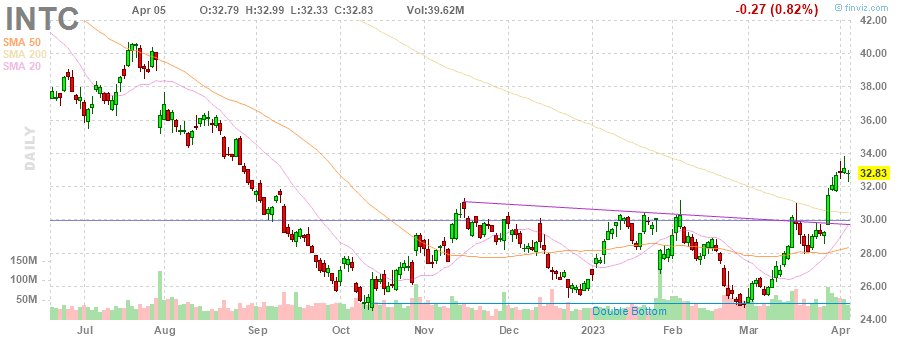 INTC Apr 05 O:32.79 H:32.99 L:32.33 C:32.83 Vol:39.62M -0.27 (0.82%) © finviz.com
SMA 50
SMA 200
SMA 20
DAILY
42.00
40.00
38.00
36.00
34.00
32.83
32.00
30.00
28.00
26.00
24.00
150M
100M
50M
Double Bottom
Jul Aug Sep Oct Nov Dec 2023 Feb Mar Apr